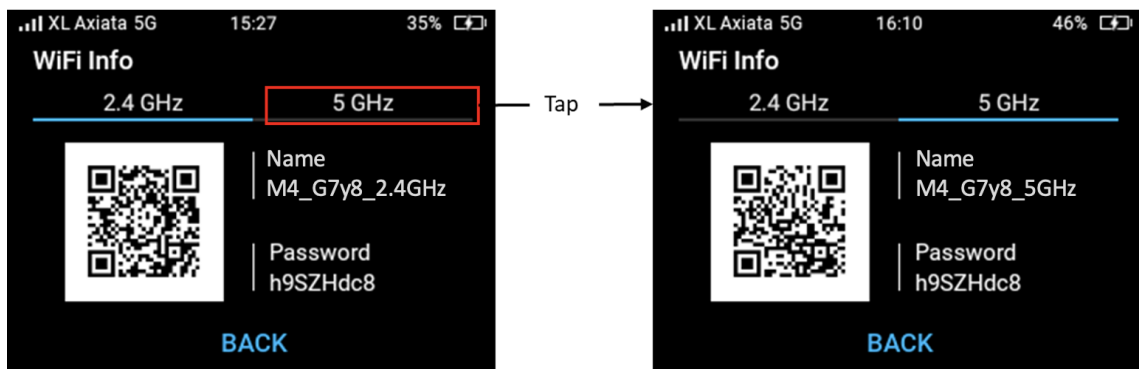 XL Axiata 5G 15:27 35%
WiFi Info
2.4 GHz 5 GHz
Name
M4_G7y8_2.4GHz
Password
h9SZHdc8
BACK
Tap
XL Axiata 5G 16:10 46%
WiFi Info
2.4 GHz 5 GHz
Name
M4_G7y8_5GHz
Password
h9SZHdc8
BACK